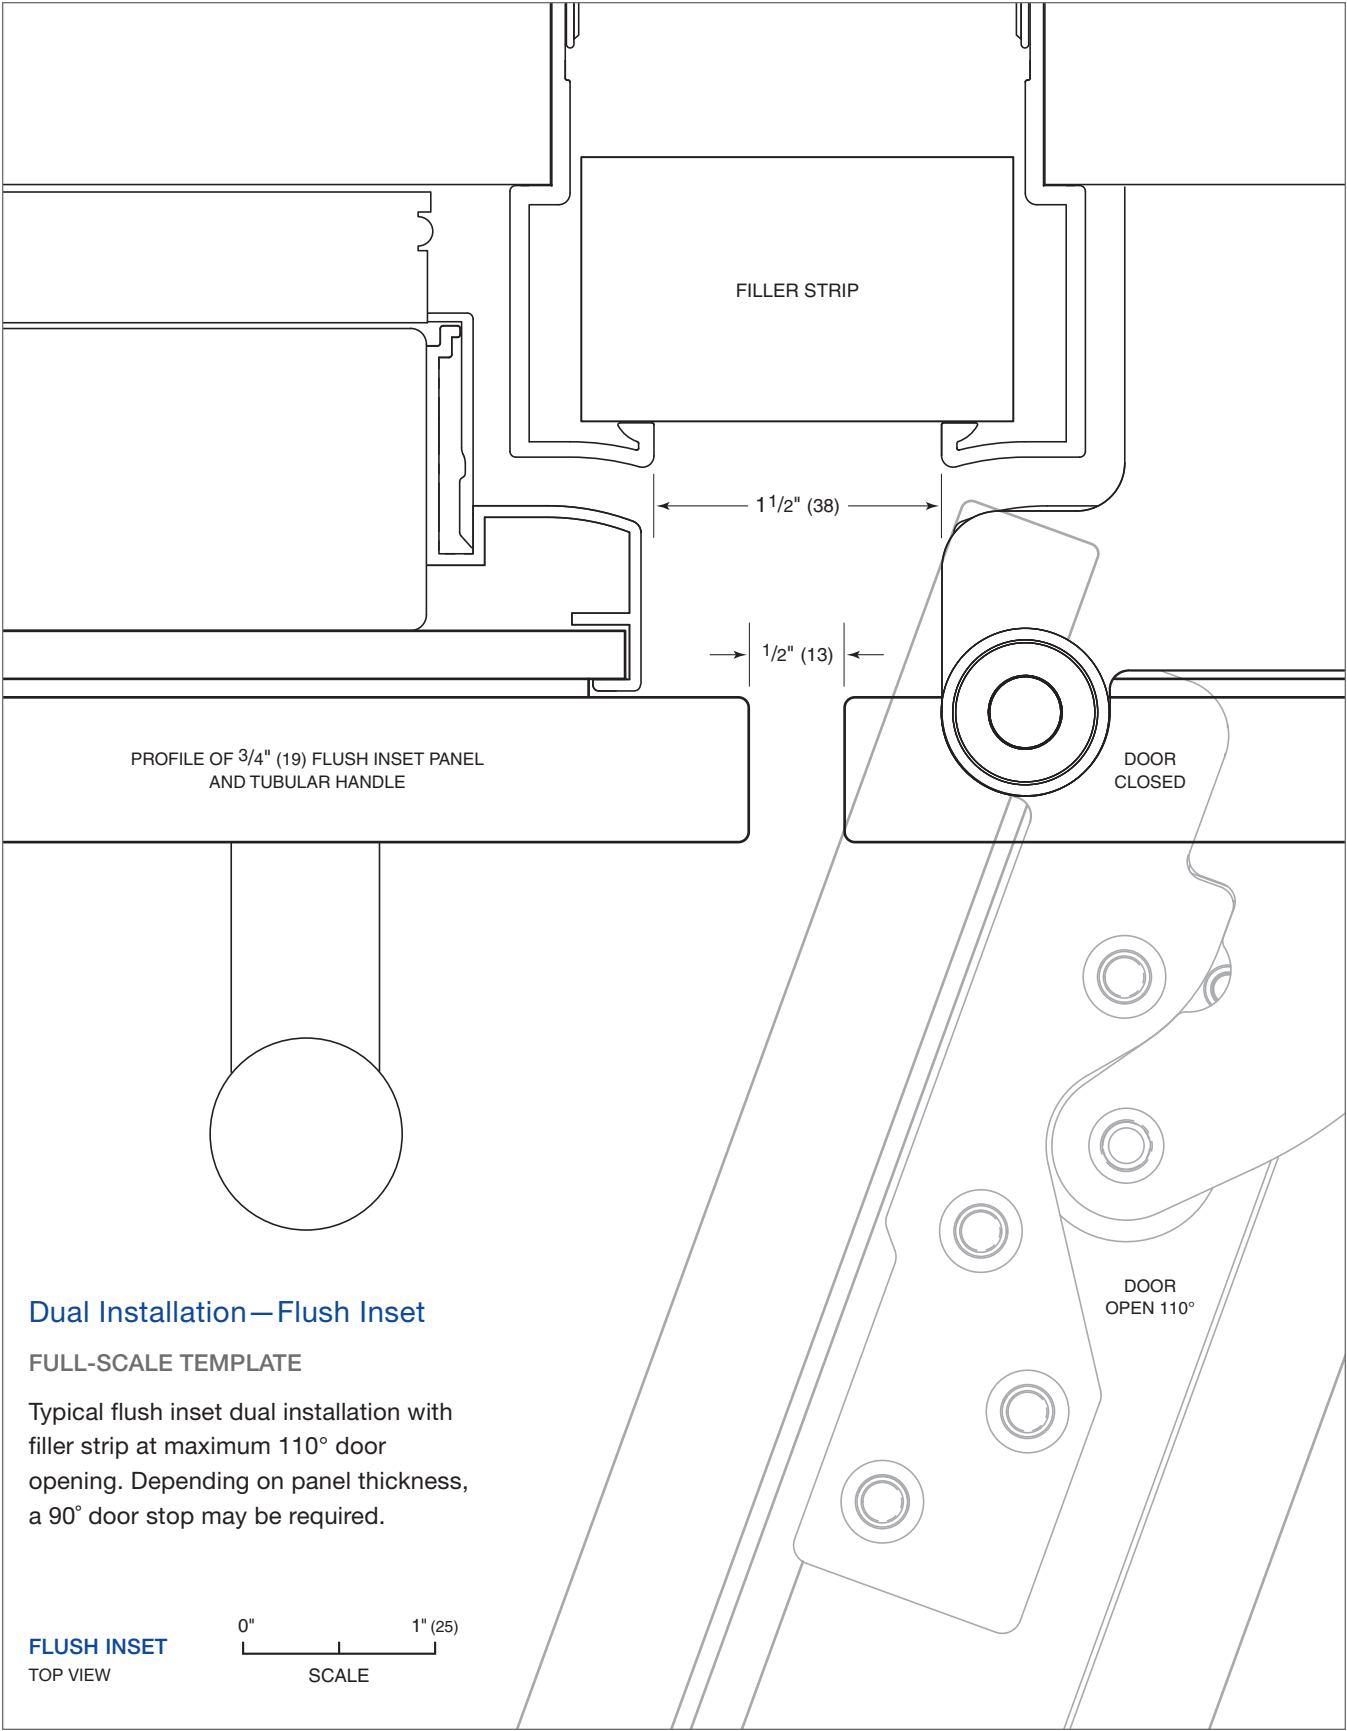 FILLER STRIP
1 1/2" (38)
1/2" (13)
PROFILE OF 3/4" (19) FLUSH INSET PANEL
AND TUBULAR HANDLE
DOOR
CLOSED
DOOR
OPEN 110°
Dual Installation—Flush Inset
FULL-SCALE TEMPLATE
Typical flush inset dual installation with
filler strip at maximum 110° door
opening. Depending on panel thickness,
a 90° door stop may be required.
0" 1" (25)
FLUSH INSET
TOP VIEW SCALE